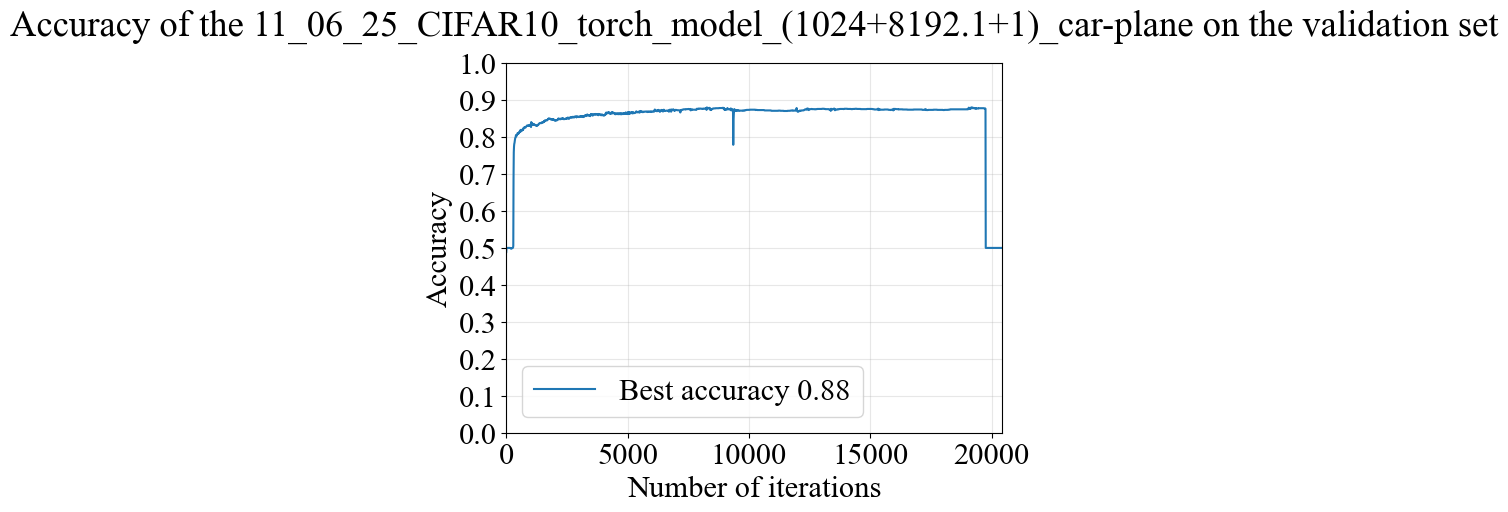 Accuracy of the 11_06_25_CIFAR10_torch_model_(1024+8192.1+1)_car-plane on the validation set
1.0
0.9
0.8
0.7
0.6
0.5
0.4
0.3
0.2
0.1
0.0
Accuracy
Best accuracy 0.88
0 5000 10000 15000 20000
Number of iterations